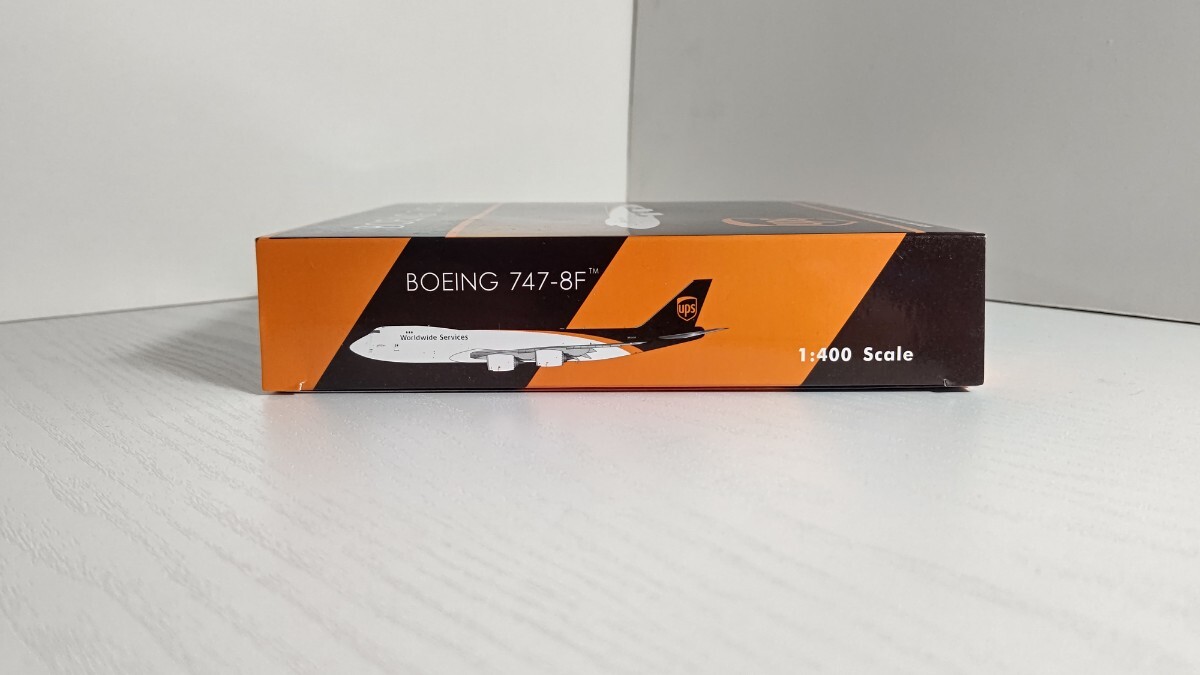 BOEING 747-8F™
ups
Worldwide Services
1:400 Scale